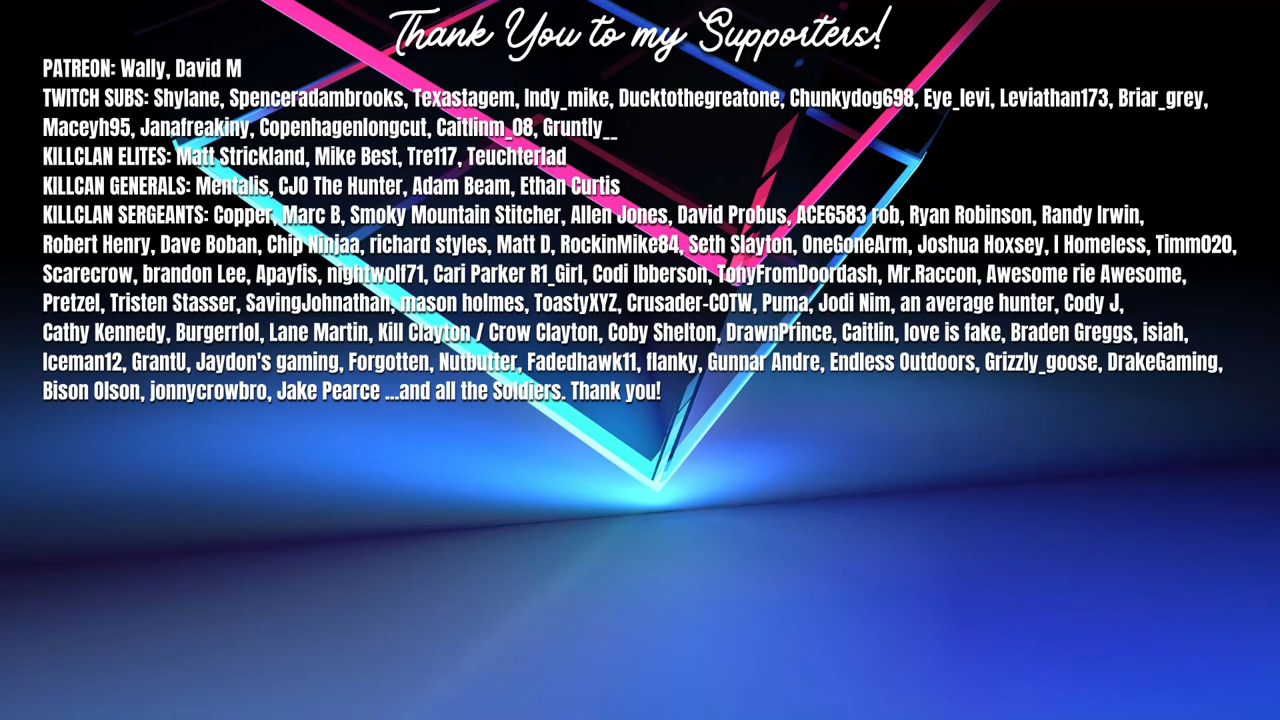 Thank You to my Supporters!
PATREON: Wally, David M
TWITCH SUBS: Shylane, Spenceradambrooks, Texastagem, Indy_mike, Ducktothegreatone, Chunkydog698, Eye_levi, Leviathan173, Briar_grey,
Maceyh95, Janafreakiny, Copenhagenlongcut, Caitlinm_08, Gruntly__
KILLCLAN ELITES: Matt Strickland, Mike Best, Tre117, Teuchterlad
KILLCAN GENERALS: Mentalis, CJO The Hunter, Adam Beam, Ethan Curtis
KILLCLAN SERGEANTS: Copper, Marc B, Smoky Mountain Stitcher, Allen Jones, David Probus, ACE6583 rob, Ryan Robinson, Randy Irwin,
Robert Henry, Dave Boban, Chip Ninjaa, richard styles, Matt D, RockinMike84, Seth Slayton, OneGoneArm, Joshua Hoxsey, I Homeless, Timm020,
Scarecrow, brandon Lee, Apayfis, nightwolf71, Cari Parker R1_Girl, Codi Ibberson, TonyFromDoordash, Mr.Raccon, Awesome rie Awesome,
Pretzel, Tristen Stasser, SavingJohnathan, mason holmes, ToastyXYZ, Crusader-COTW, Puma, Jodi Nim, an average hunter, Cody J,
Cathy Kennedy, Burgerrlol, Lane Martin, Kill Clayton / Crow Clayton, Coby Shelton, DrawnPrince, Caitlin, love is fake, Braden Greggs, isiah,
Iceman12, GrantU, Jaydon's gaming, Forgotten, Nutbutter, Fadedhawk11, flanky, Gunnar Andre, Endless Outdoors, Grizzly_goose, DrakeGaming,
Bison Olson, jonnycrowbro, Jake Pearce ...and all the Soldiers. Thank you!